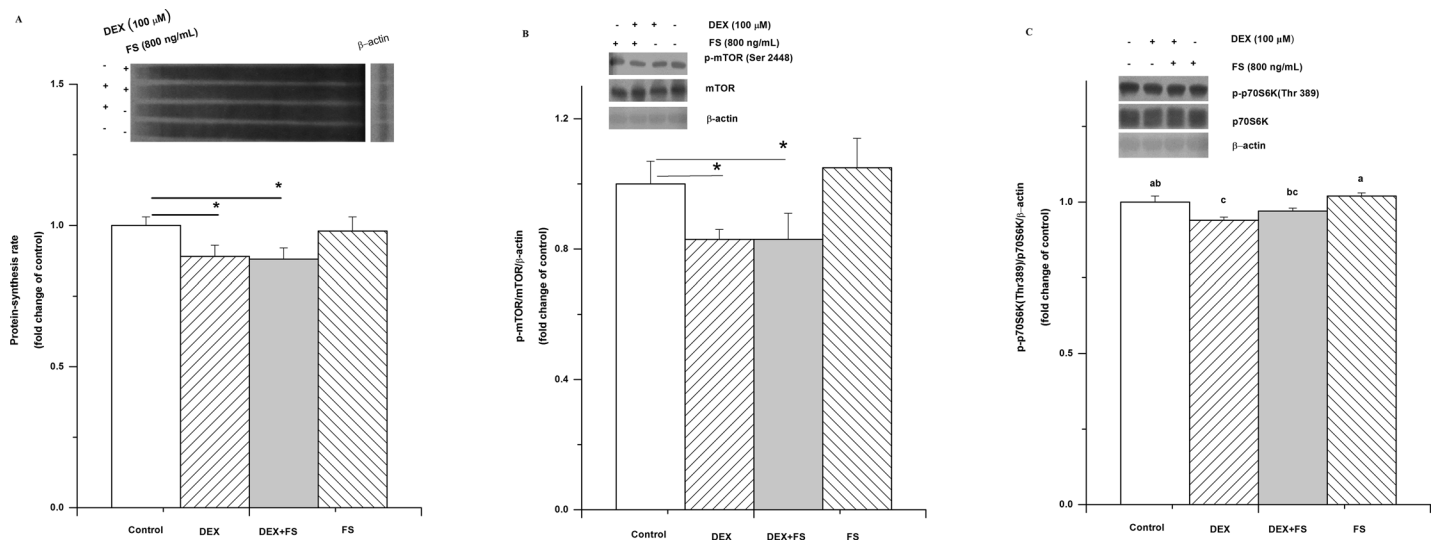 A
DEX (100 μM)
FS (800 ng/mL)
β-actin
- +
+ +
+ -
- -
1.5
1.0
0.5
0.0
Protein-synthesis rate
(fold change of control)
*
*
Control
DEX
DEX+FS
FS
B
- + + - DEX (100 μM)
+ + - - FS (800 ng/mL)
p-mTOR (Ser 2448)
mTOR
β-actin
1.2
0.8
0.4
0.0
p-mTOR/mTOR/β-actin
(fold change of control)
*
*
Control
DEX
DEX+FS
FS
C
- + + - DEX (100 μM)
- - + + FS (800 ng/mL)
p-p70S6K(Thr 389)
p70S6K
β-actin
1.0
0.5
0.0
p-p70S6K(Thr389)/p70S6K/β-actin
(fold change of control)
ab
c
bc
a
Control
DEX
DEX+FS
FS